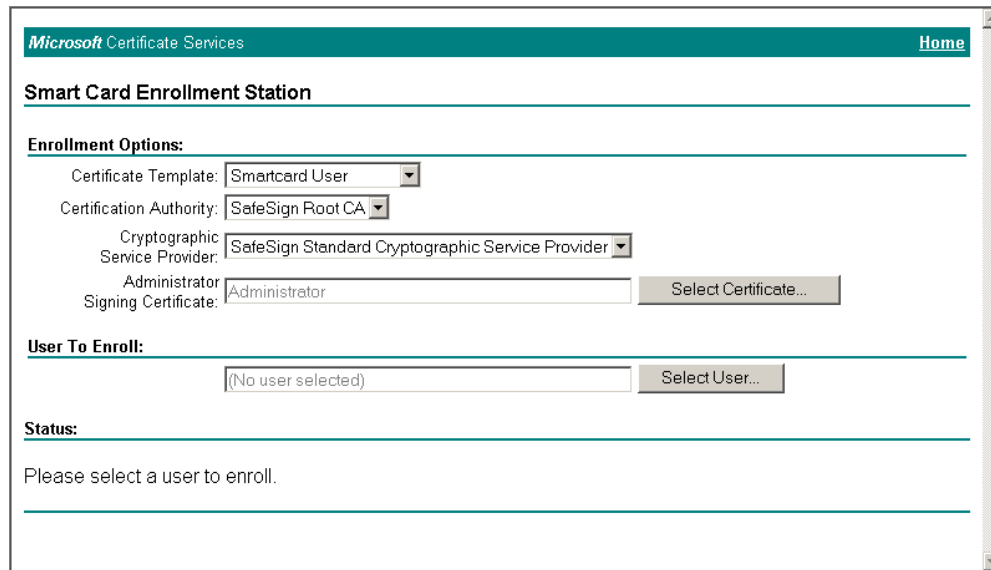 Microsoft Certificate Services Home
Smart Card Enrollment Station
Enrollment Options:
Certificate Template: Smartcard User
Certification Authority: SafeSign Root CA
Cryptographic
Service Provider: SafeSign Standard Cryptographic Service Provider
Administrator
Signing Certificate: Administrator Select Certificate...
User To Enroll:
(No user selected) Select User...
Status:
Please select a user to enroll.